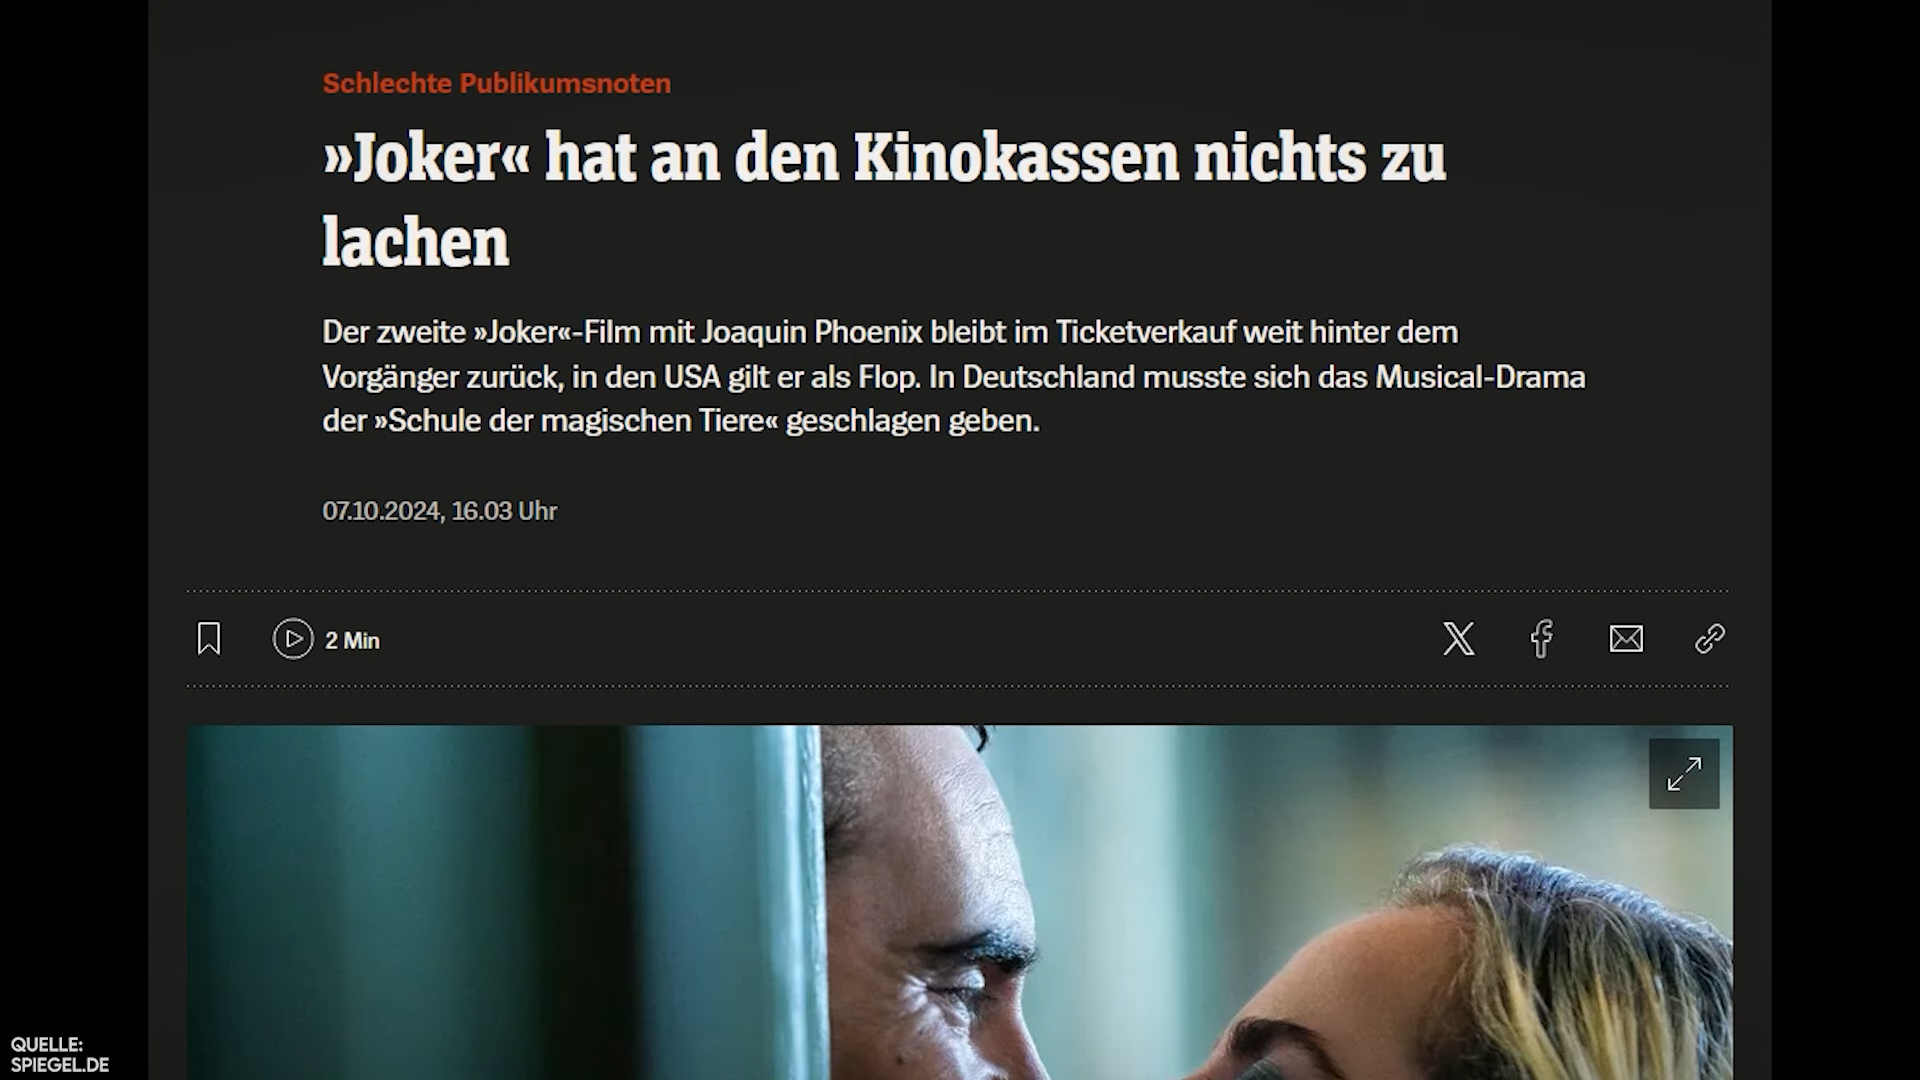 Schlechte Publikumsnoten
»Joker« hat an den Kinokassen nichts zu
lachen
Der zweite »Joker«-Film mit Joaquin Phoenix bleibt im Ticketverkauf weit hinter dem
Vorgänger zurück, in den USA gilt er als Flop. In Deutschland musste sich das Musical-Drama
der »Schule der magischen Tiere« geschlagen geben.
07.10.2024, 16.03 Uhr
2 Min
QUELLE:
SPIEGEL.DE